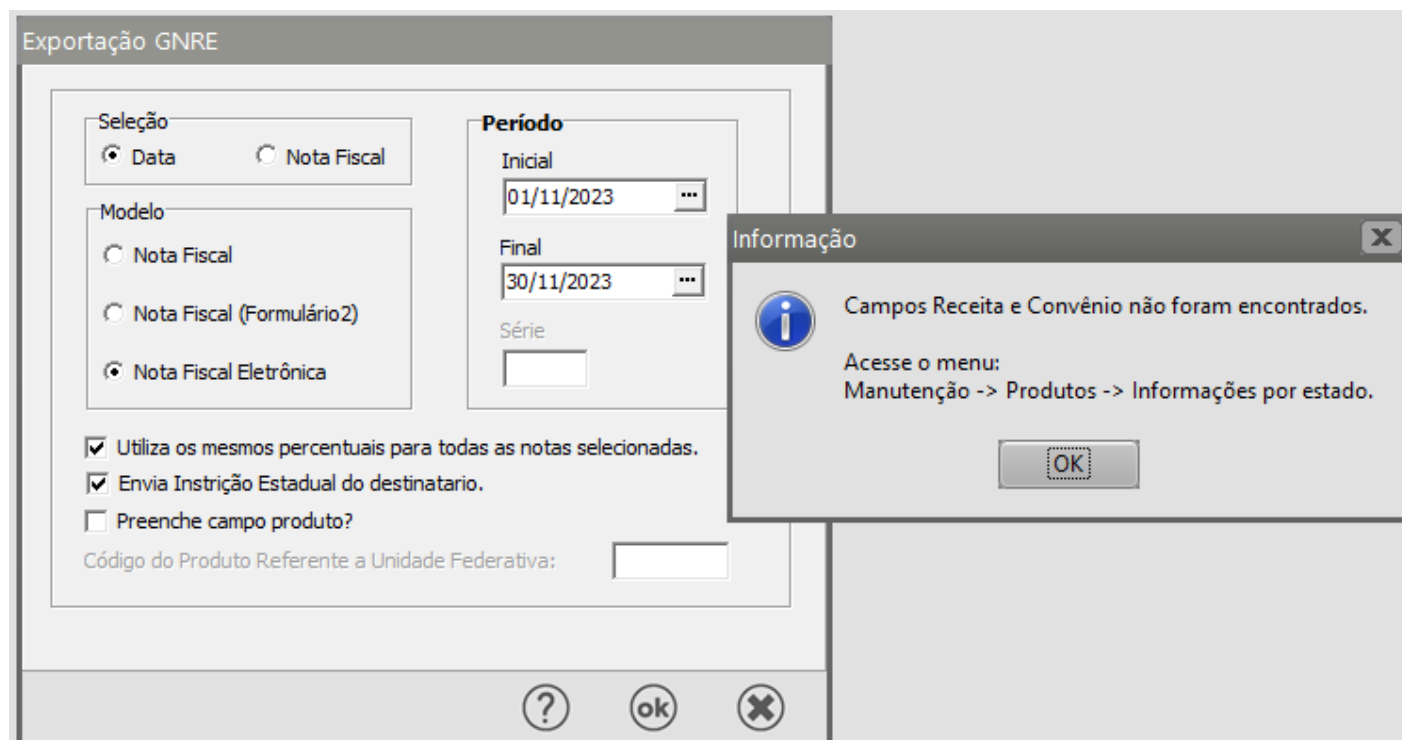 Exportação GNRE
Seleção
Data
Nota Fiscal
Modelo
Nota Fiscal
Nota Fiscal (Formulário2)
Nota Fiscal Eletrônica
Período
Inicial
01/11/2023 ...
Final
30/11/2023 ...
Série
Utiliza os mesmos percentuais para todas as notas selecionadas.
Envia Instrição Estadual do destinatario.
Preenche campo produto?
Código do Produto Referente a Unidade Federativa:
? ok
Informação
Campos Receita e Convênio não foram encontrados.
Acesse o menu:
Manutenção -> Produtos -> Informações por estado.
OK